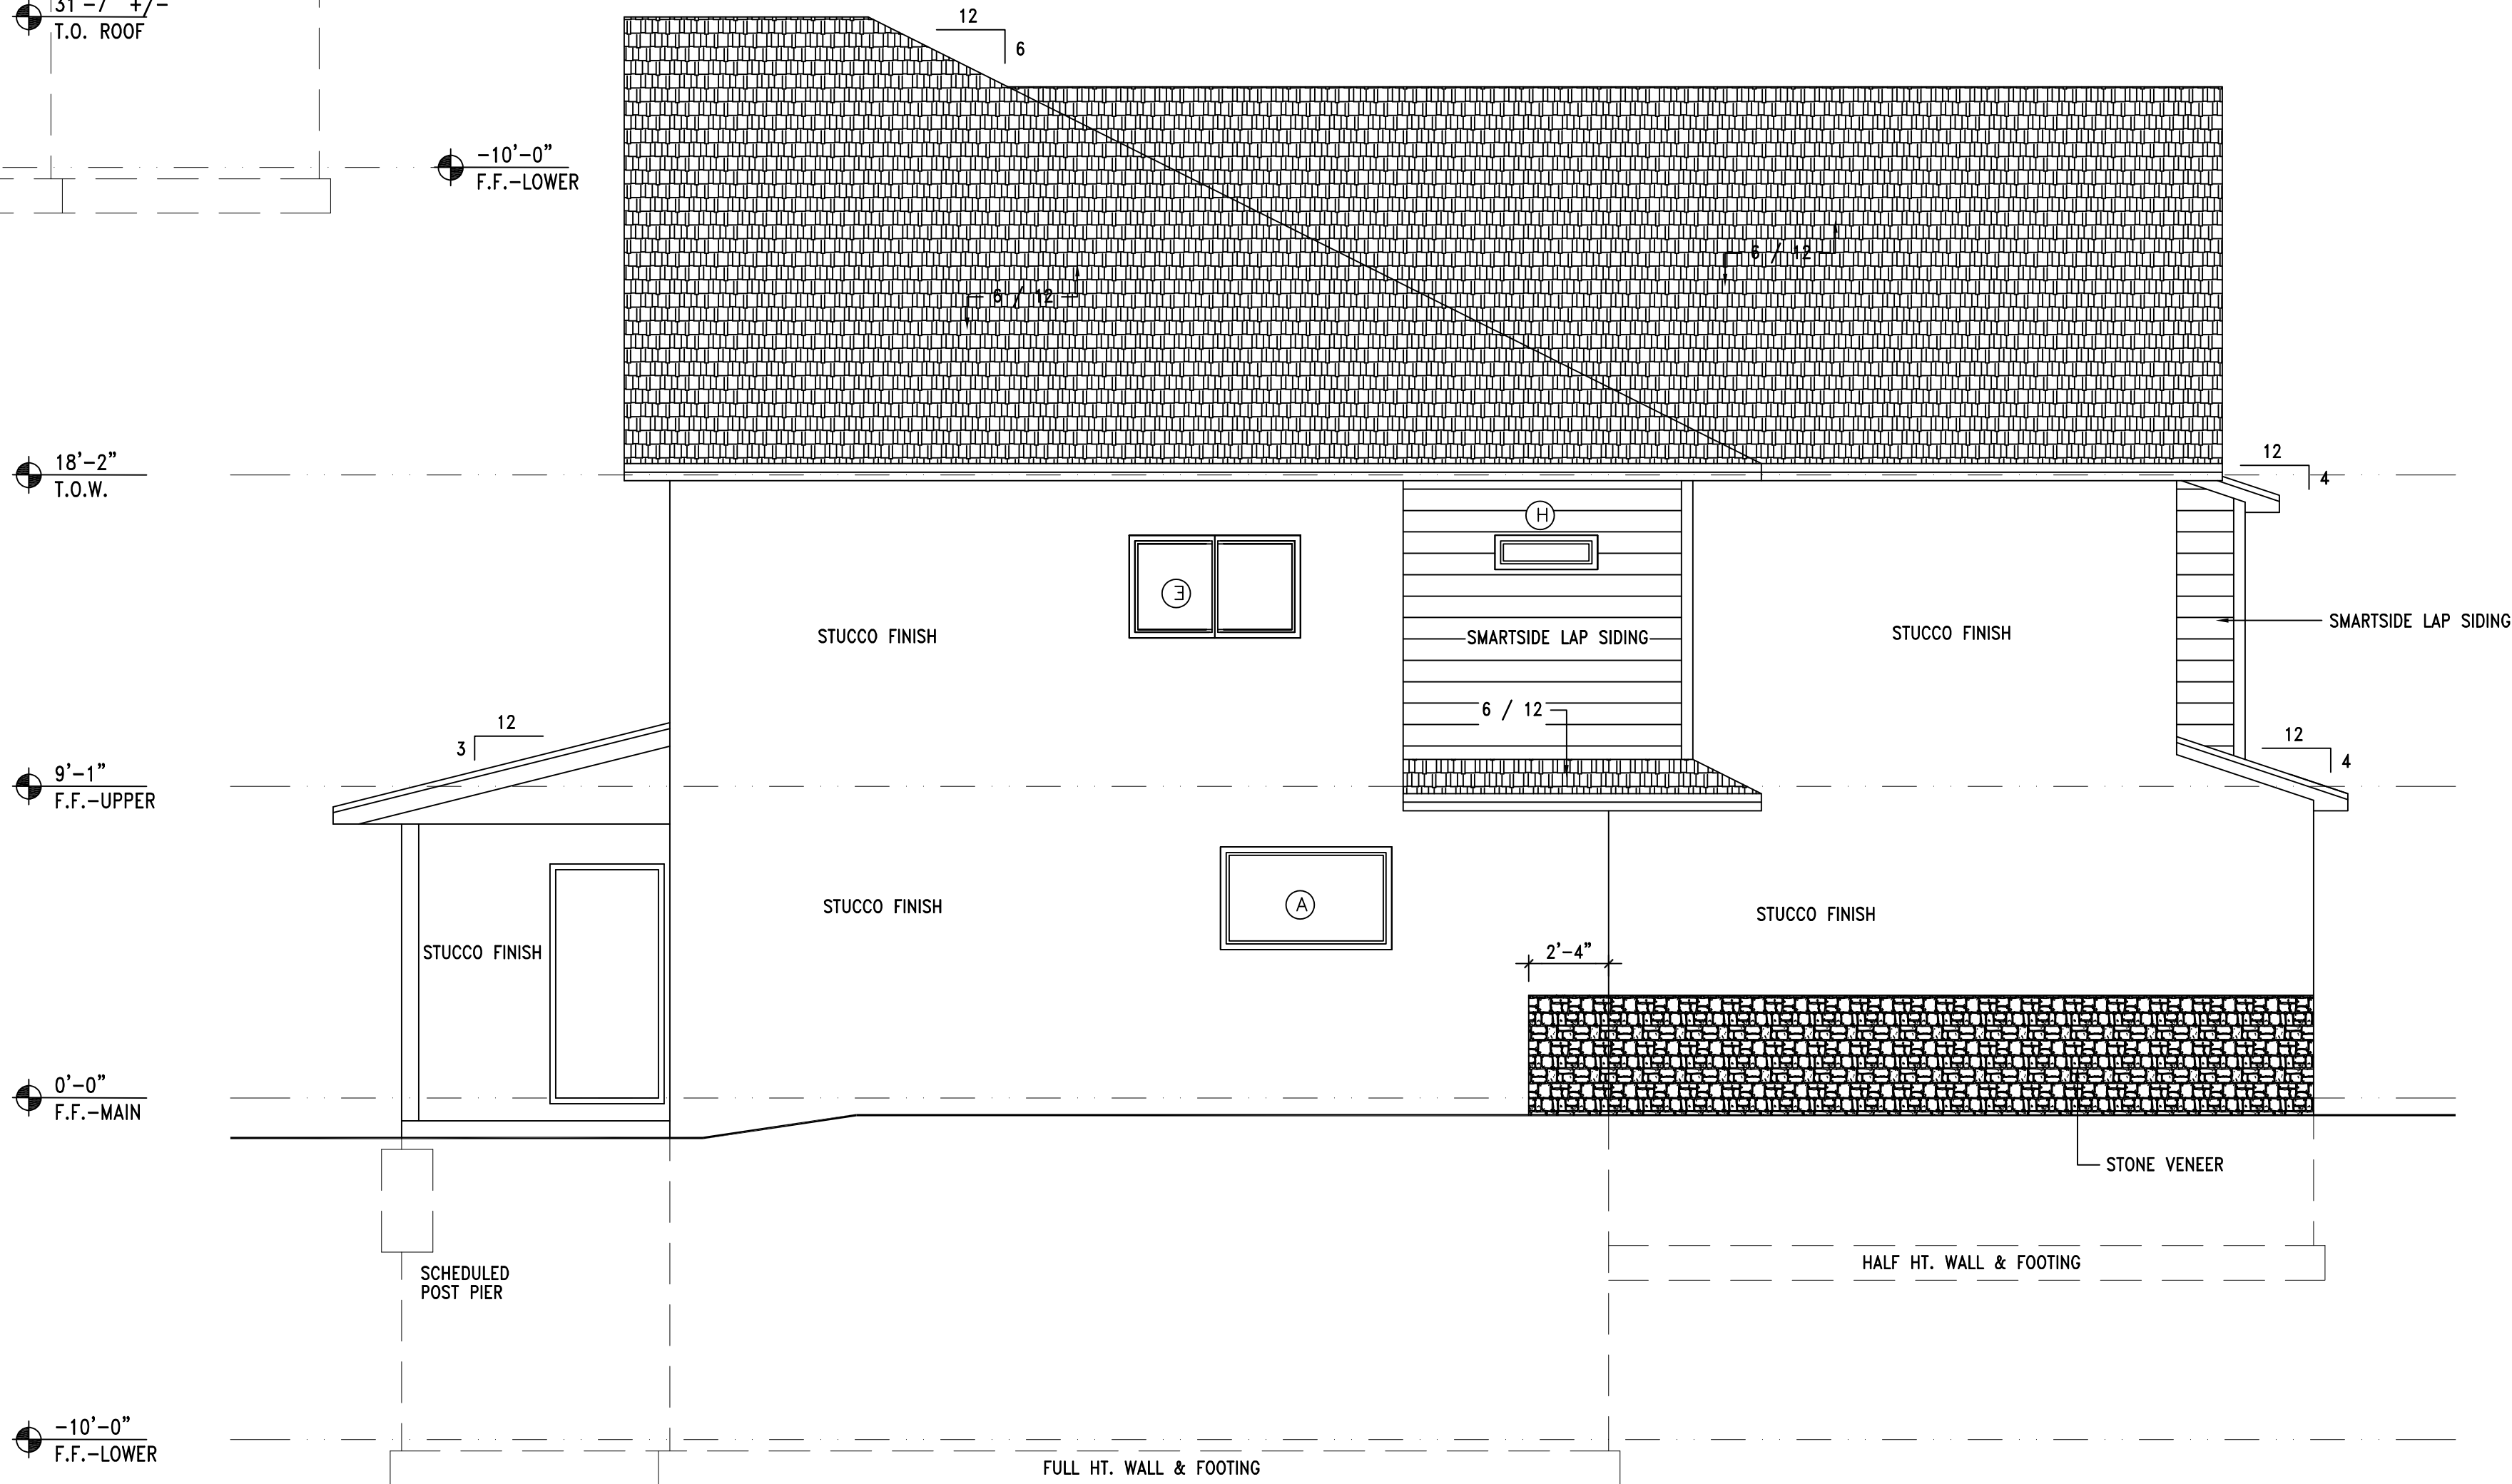 31'-7" +/-
T.O. ROOF
12
6
-10'-0"
F.F.-LOWER
6 / 12
6 / 12
18'-2"
T.O.W.
12
4
H
E
STUCCO FINISH
SMARTSIDE LAP SIDING
STUCCO FINISH
SMARTSIDE LAP SIDING
6 / 12
12
3
12
4
9'-1"
F.F.-UPPER
A
STUCCO FINISH
STUCCO FINISH
STUCCO FINISH
2'-4"
0'-0"
F.F.-MAIN
STONE VENEER
SCHEDULED
POST PIER
HALF HT. WALL & FOOTING
-10'-0"
F.F.-LOWER
FULL HT. WALL & FOOTING